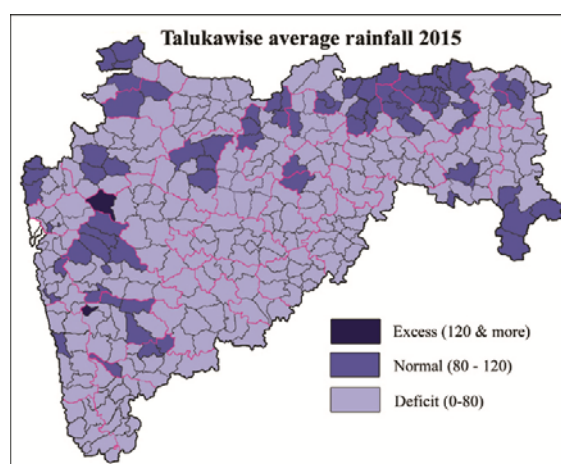 Talukawise average rainfall 2015
Excess (120 & more)
Normal (80 - 120)
Deficit (0-80)